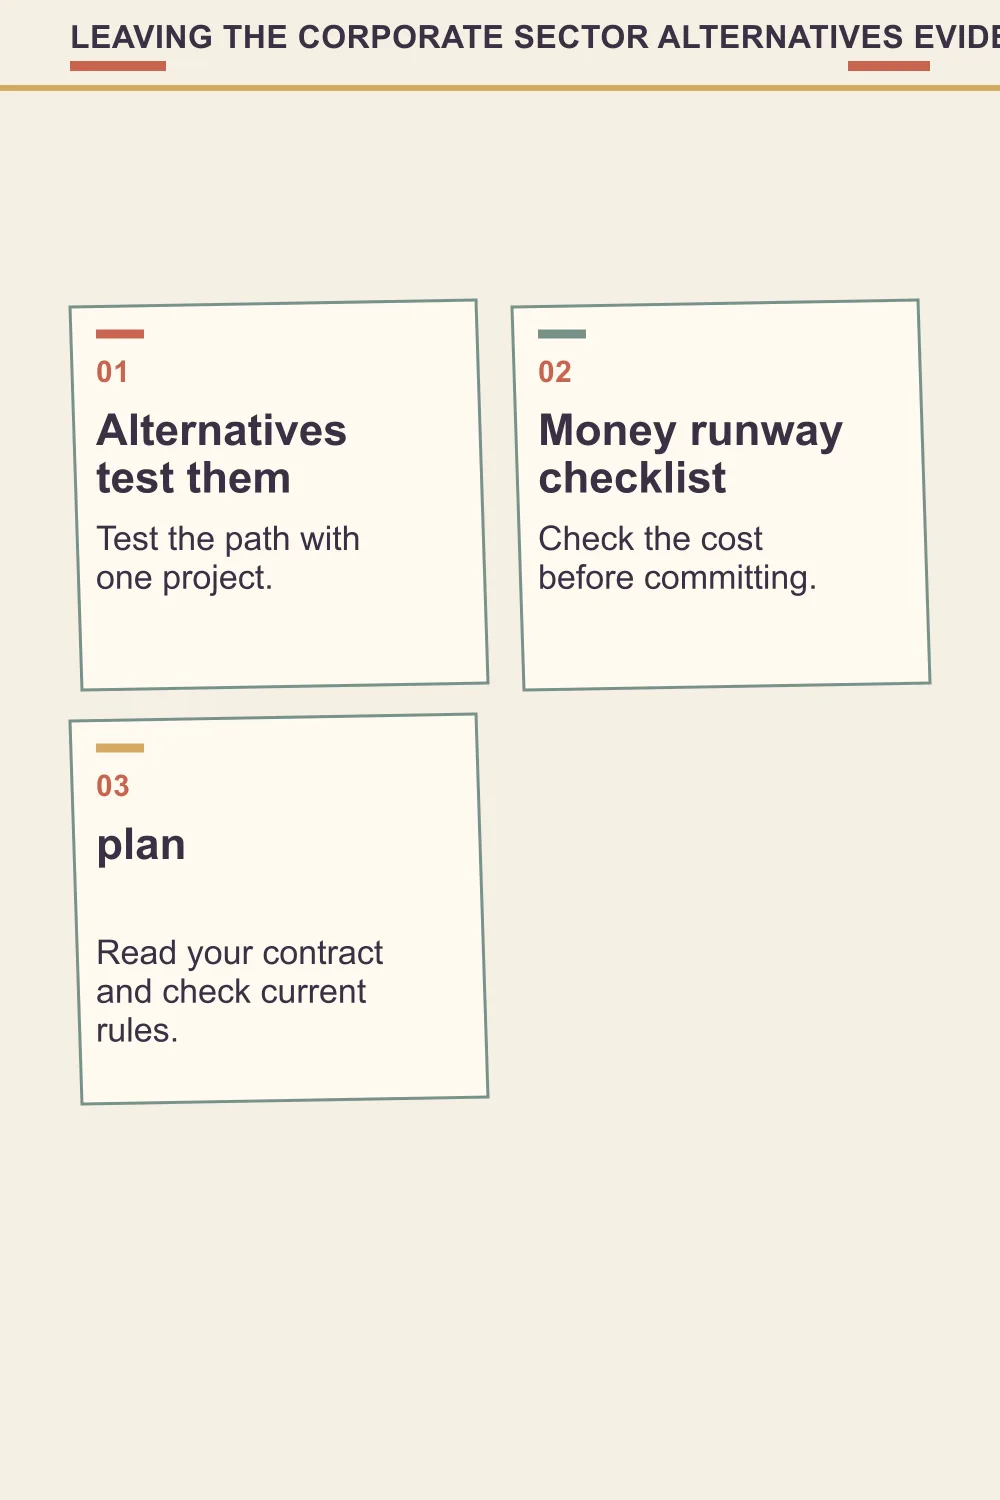 LEAVING THE CORPORATE SECTOR ALTERNATIVES
01
Alternatives
test them
Test the path with
one project.
02
Money runway
checklist
Check the cost
before committing.
03
plan
Read your contract
and check current
rules.